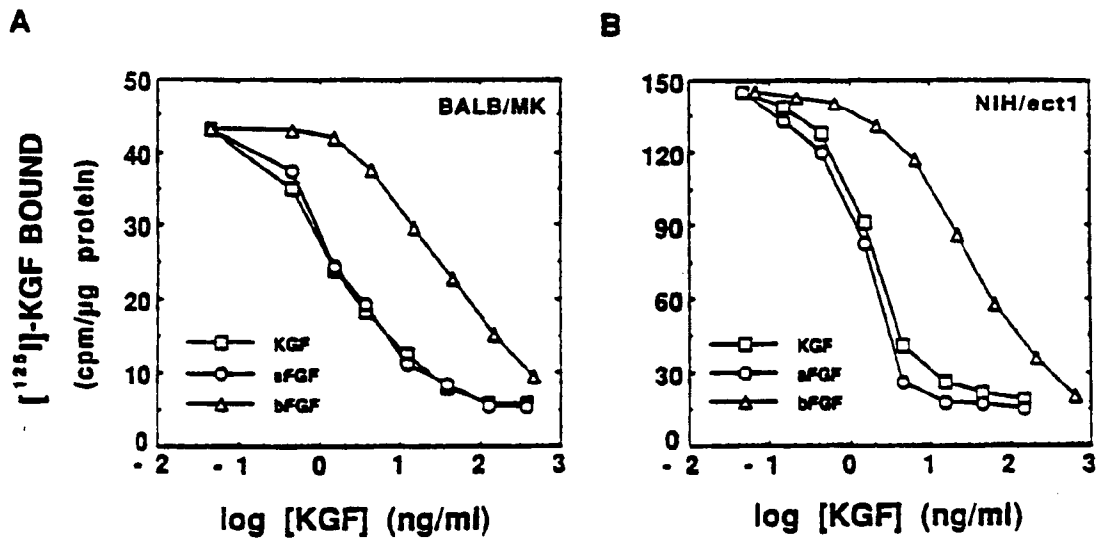 A
B
BALB/MK
NIH/ect1
[¹²⁵I]-KGF BOUND
(cpm/µg protein)
50
40
30
20
10
0
150
120
90
60
30
0
KGF
aFGF
bFGF
KGF
aFGF
bFGF
-2 -1 0 1 2 3
-2 -1 0 1 2 3
log [KGF] (ng/ml)
log [KGF] (ng/ml)